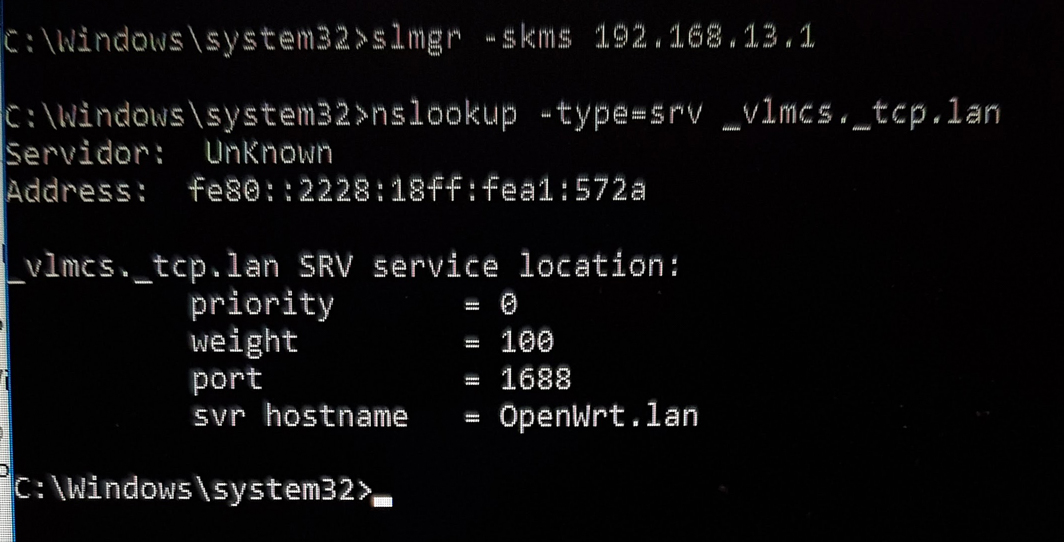 C:\Windows\system32>slmgr -skms 192.168.13.1
C:\Windows\system32>nslookup -type=srv _vlmcs._tcp.lan
Servidor:  UnKnown
Address:  fe80::2228:18ff:fea1:572a
_vlmcs._tcp.lan SRV service location:
          priority       = 0
          weight         = 100
          port           = 1688
          svr hostname   = OpenWrt.lan
C:\Windows\system32>